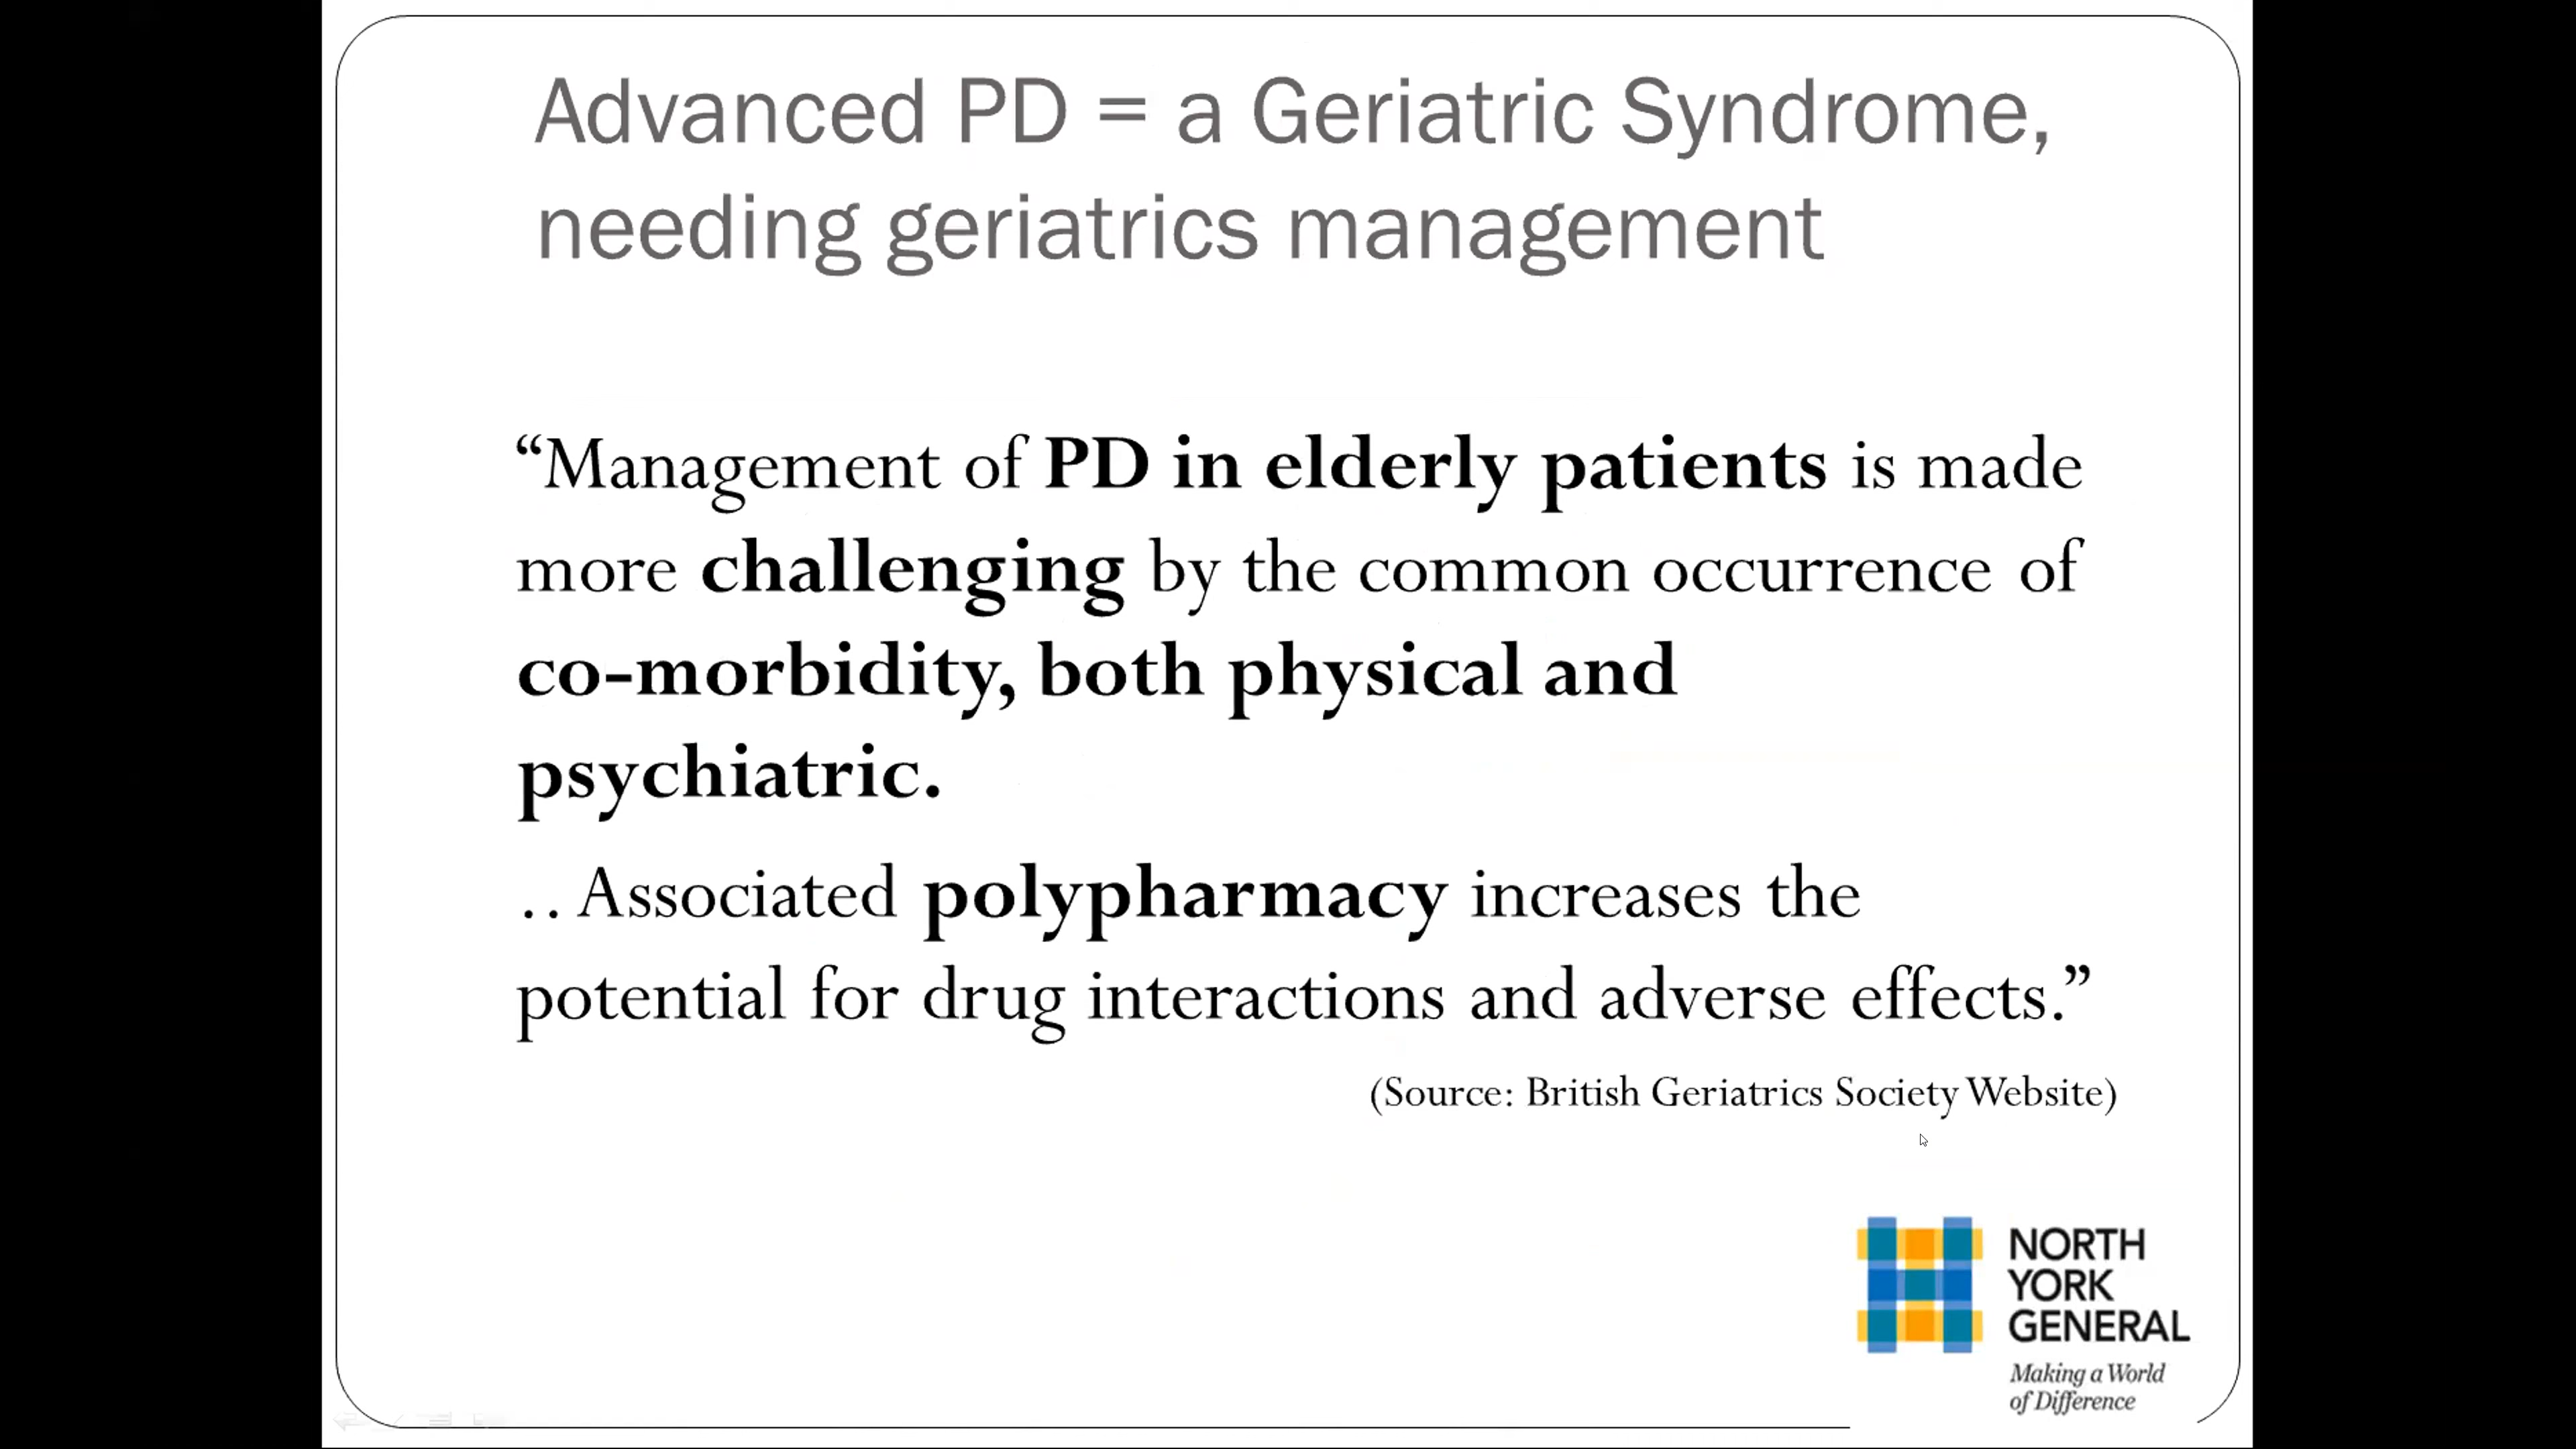 Advanced PD = a Geriatric Syndrome,
needing geriatrics management
“Management of PD in elderly patients is made
more challenging by the common occurrence of
co-morbidity, both physical and
psychiatric.
.. Associated polypharmacy increases the
potential for drug interactions and adverse effects.”
(Source: British Geriatrics Society Website)
NORTH
YORK
GENERAL
Making a World
of Difference